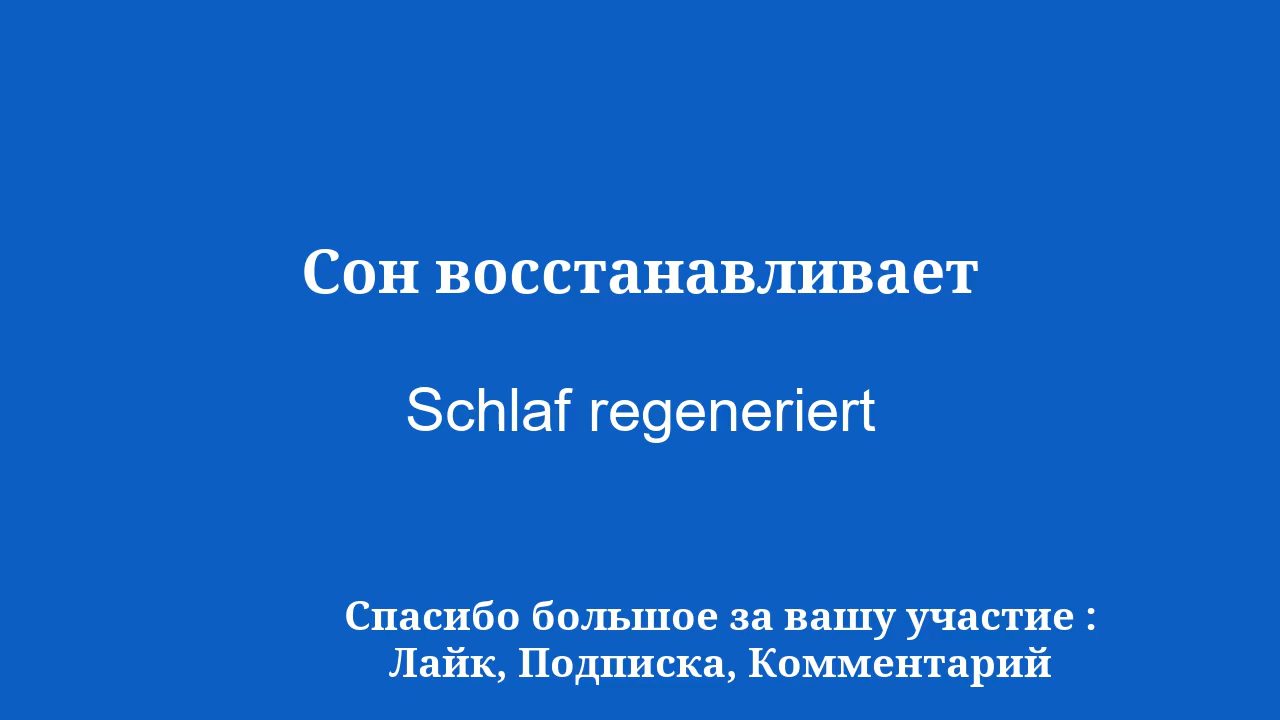 Сон восстанавливает
Schlaf regeneriert
Спасибо большое за вашу участие :
Лайк, Подписка, Комментарий